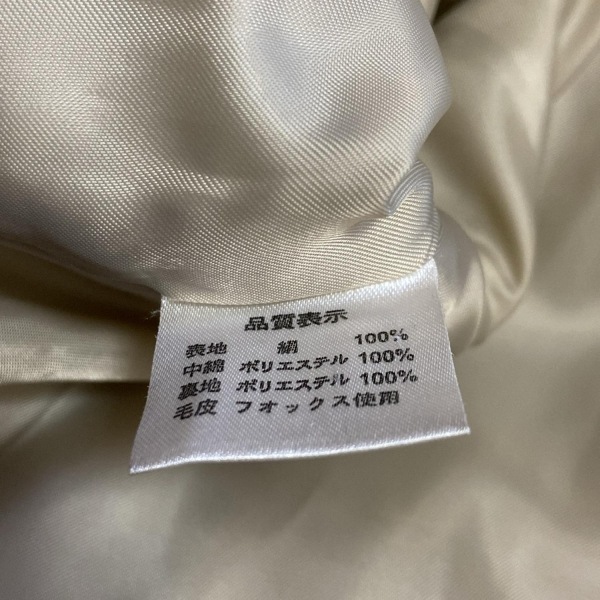 品質表示
表地 絹 100%
中綿 ポリエステル 100%
裏地 ポリエステル 100%
毛皮 フォックス使用